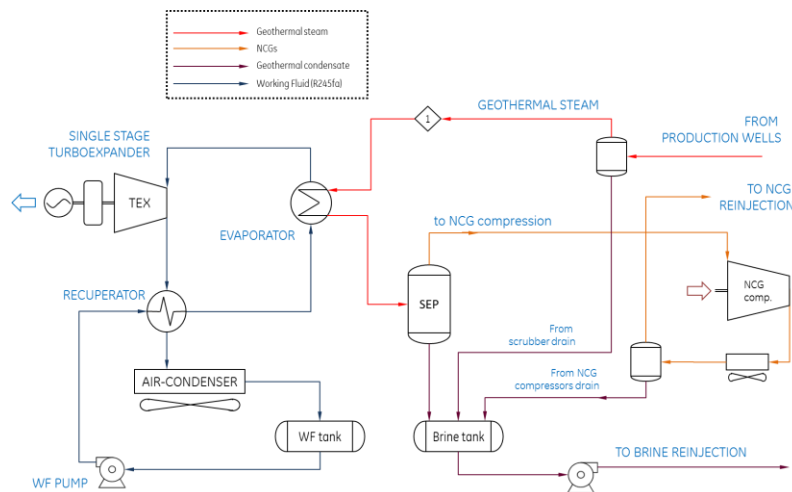 Geothermal steam
NCGs
Geothermal condensate
Working Fluid (R245fa)
GEOTHERMAL STEAM
1
FROM
PRODUCTION WELLS
SINGLE STAGE
TURBOEXPANDER
TEX
EVAPORATOR
TO NCG
REINJECTION
to NCG compression
RECUPERATOR
SEP
NCG
comp.
From
scrubber drain
AIR-CONDENSER
From NCG
compressors drain
WF tank
Brine tank
TO BRINE REINJECTION
WF PUMP